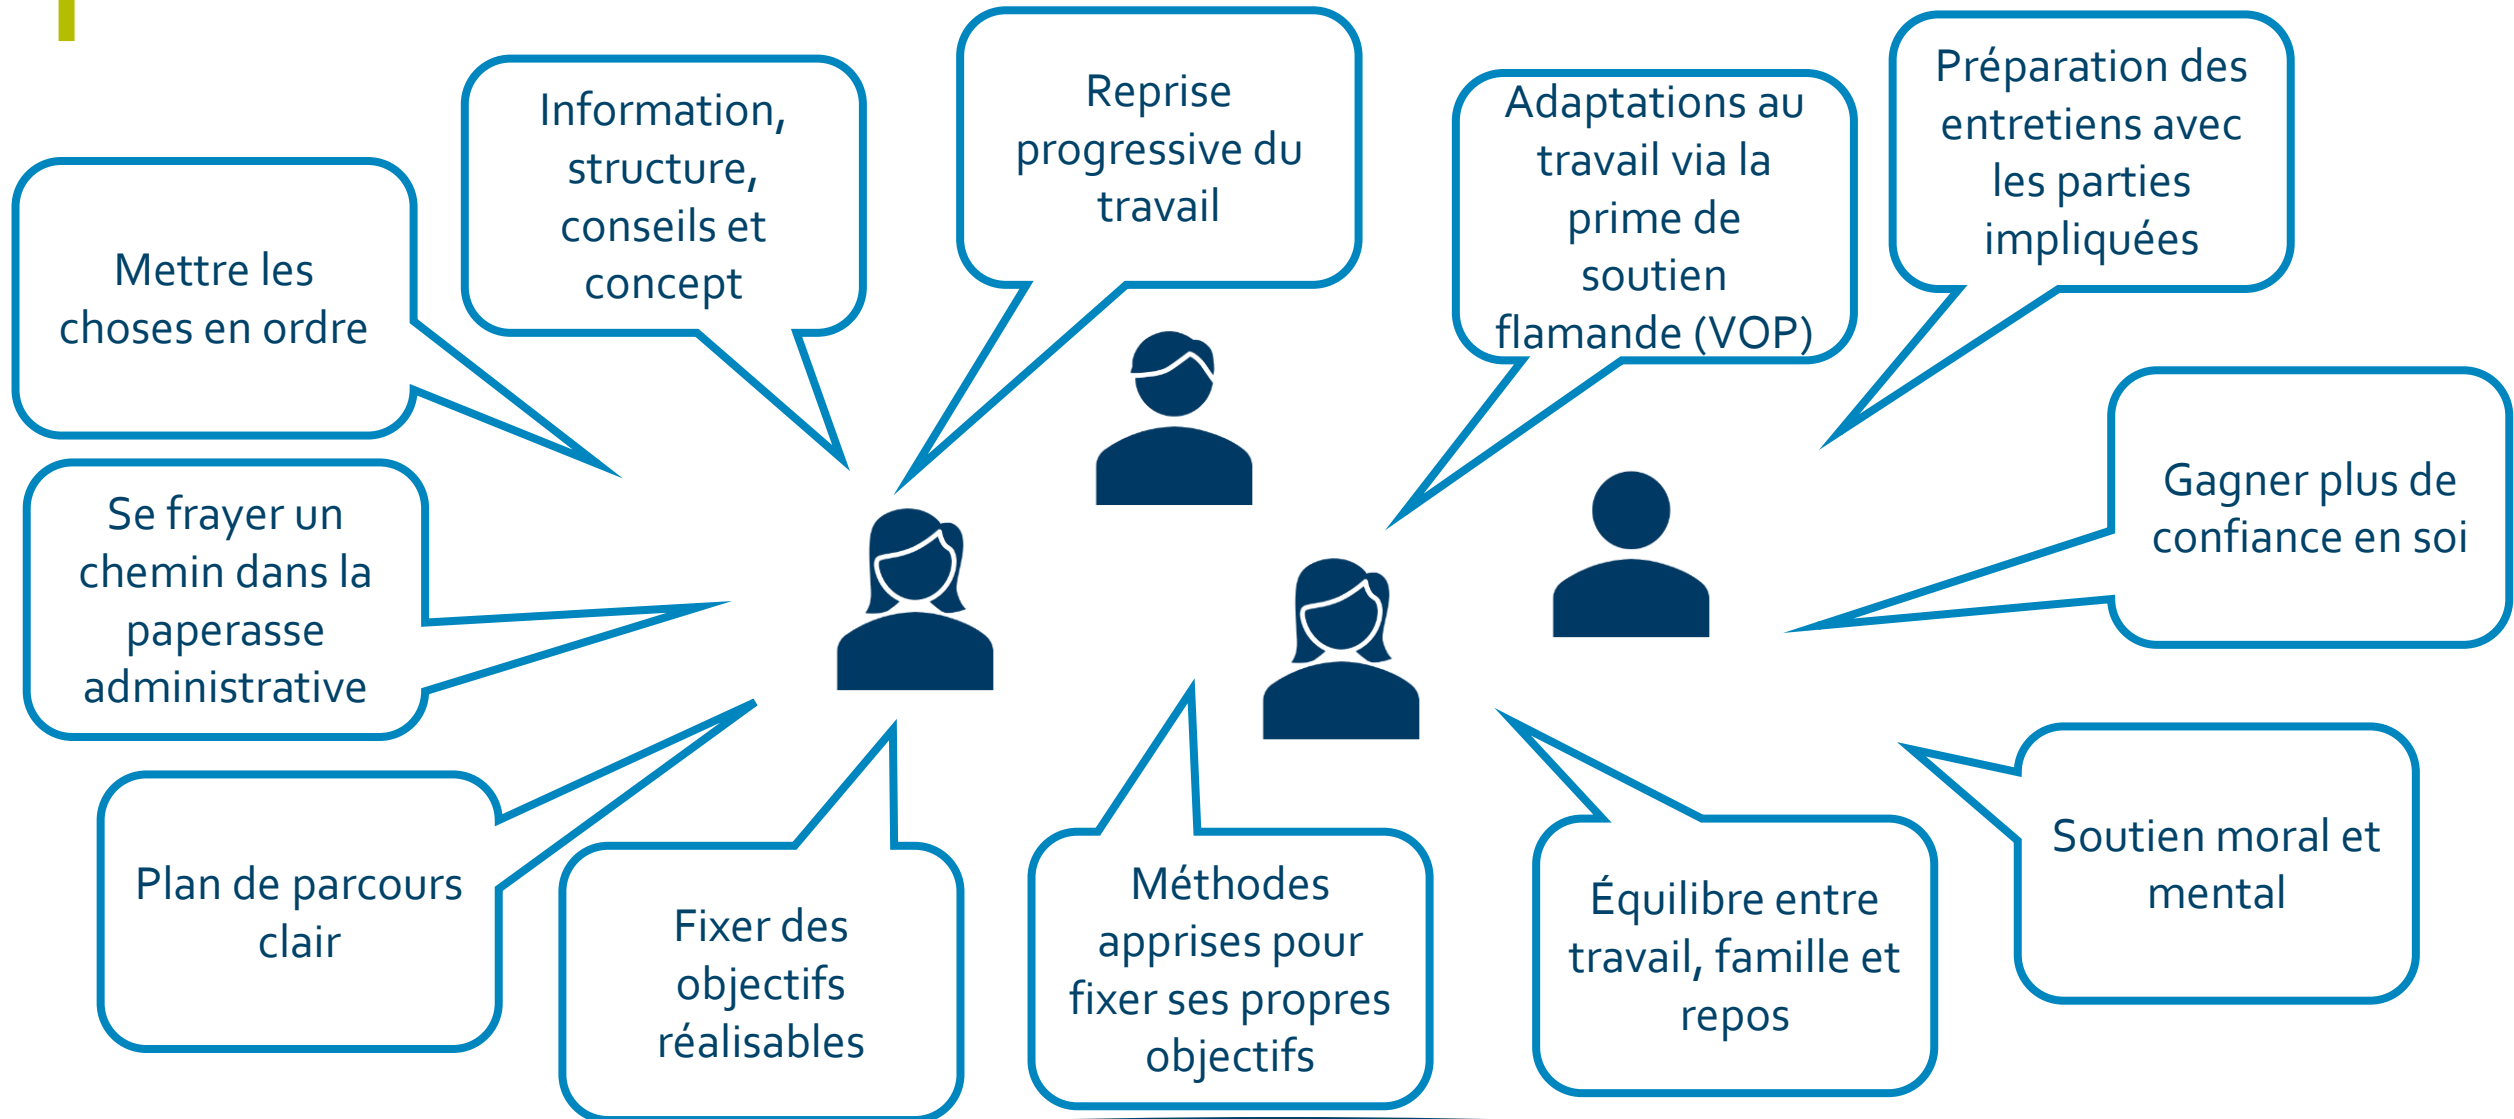 Mettre les
choses en ordre
Information,
structure,
conseils et
concept
Reprise
progressive du
travail
Adaptations au
travail via la
prime de
soutien
flamande (VOP)
Préparation des
entretiens avec
les parties
impliquées
Se frayer un
chemin dans la
paperasse
administrative
Gagner plus de
confiance en soi
Plan de parcours
clair
Fixer des
objectifs
réalisables
Méthodes
apprises pour
fixer ses propres
objectifs
Équilibre entre
travail, famille et
repos
Soutien moral et
mental